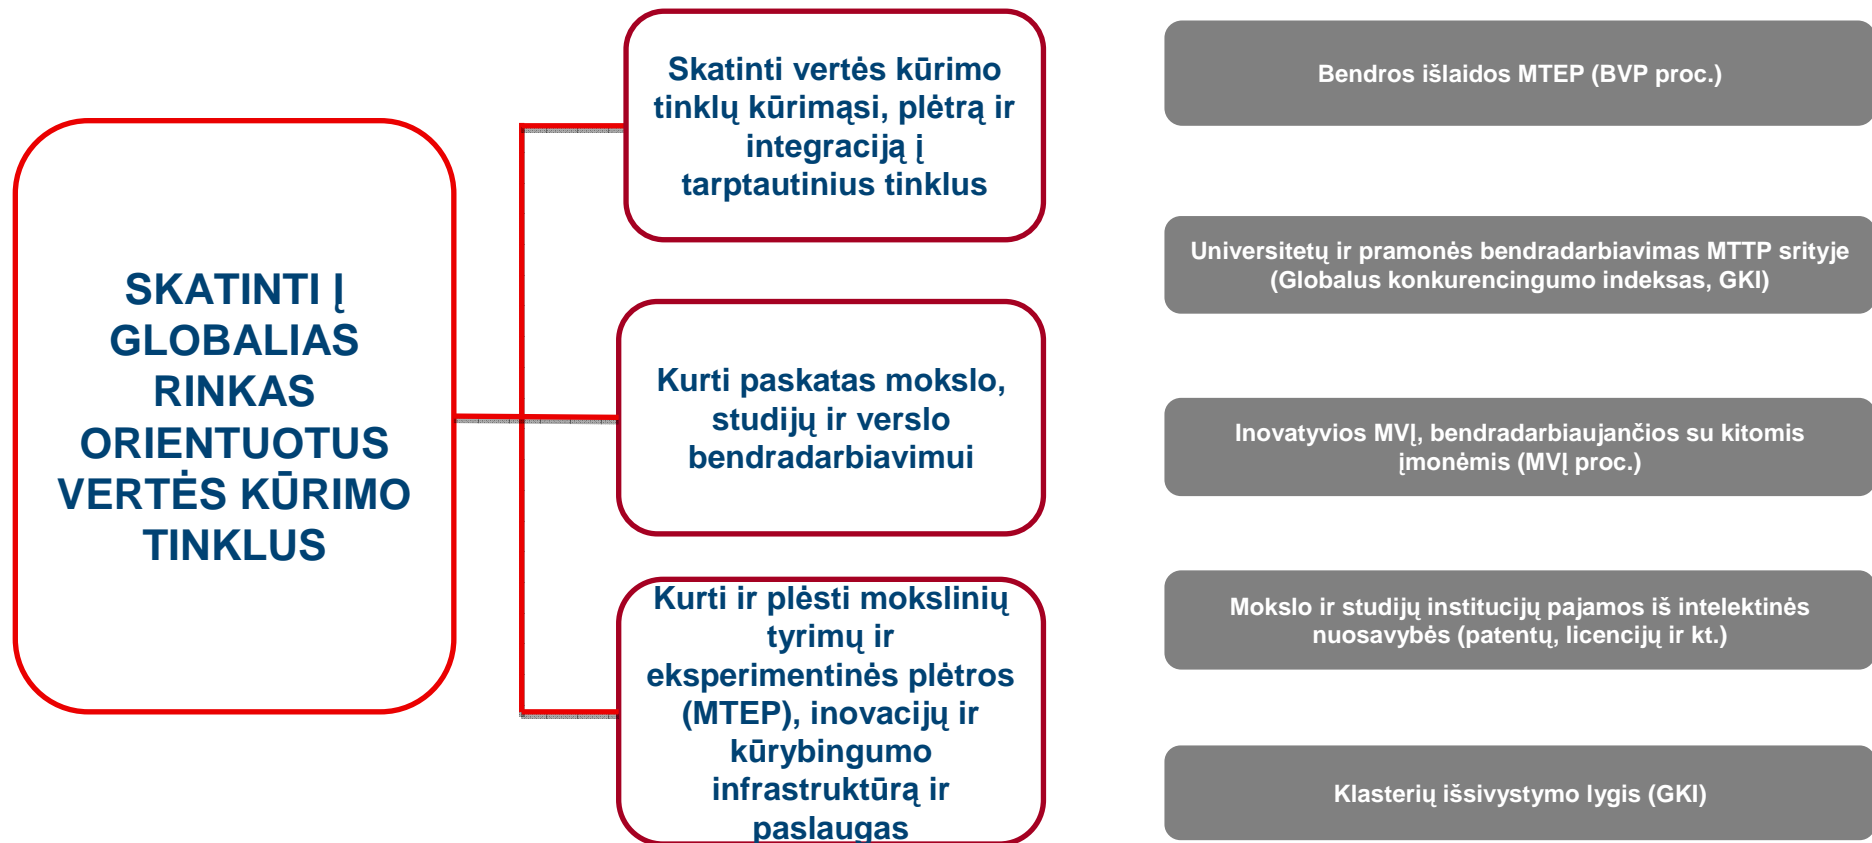 SKATINTI Į
GLOBALIAS
RINKAS
ORIENTUOTUS
VERTĖS KŪRIMO
TINKLUS
Skatinti vertės kūrimo
tinklų kūrimąsi, plėtrą ir
integraciją į
tarptautinius tinklus
Kurti paskatas mokslo,
studijų ir verslo
bendradarbiavimui
Kurti ir plėsti mokslinių
tyrimų ir
eksperimentinės plėtros
(MTEP), inovacijų ir
kūrybingumo
infrastruktūrą ir
paslaugas
Bendros išlaidos MTEP (BVP proc.)
Universitetų ir pramonės bendradarbiavimas MTTP srityje
(Globalus konkurencingumo indeksas, GKI)
Inovatyvios MVĮ, bendradarbiaujančios su kitomis
įmonėmis (MVĮ proc.)
Mokslo ir studijų institucijų pajamos iš intelektinės
nuosavybės (patentų, licencijų ir kt.)
Klasterių išsivystymo lygis (GKI)